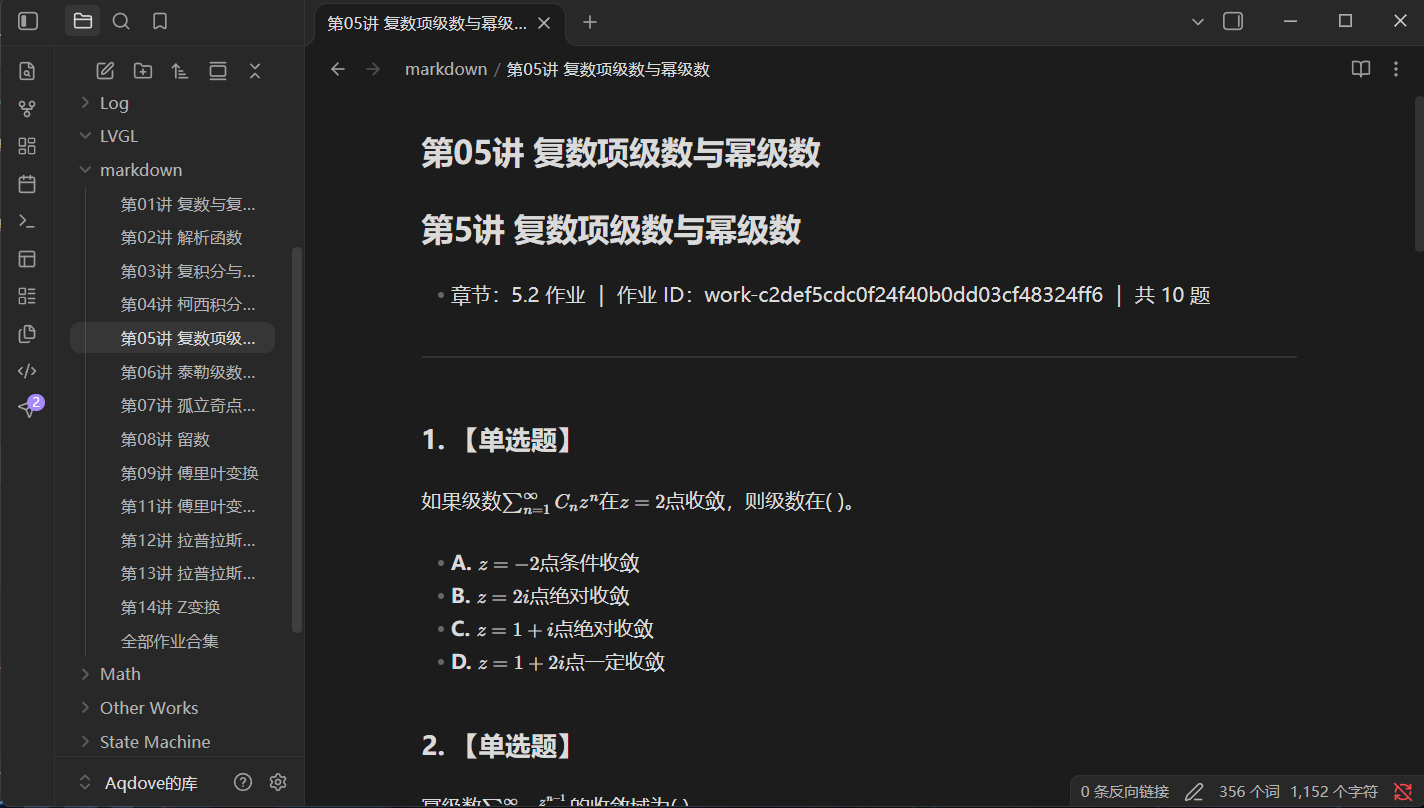 第05讲 复数项级数与幂级...
markdown / 第05讲 复数项级数与幂级数
Log
LVGL
markdown
第01讲 复数与复...
第02讲 解析函数
第03讲 复积分与...
第04讲 柯西积分...
第05讲 复数项级...
第06讲 泰勒级数...
第07讲 孤立奇点...
第08讲 留数
第09讲 傅里叶变换
第11讲 傅里叶变...
第12讲 拉普拉斯...
第13讲 拉普拉斯...
第14讲 Z变换
全部作业合集
Math
Other Works
State Machine
Aqdove的库
2
第05讲 复数项级数与幂级数
第5讲 复数项级数与幂级数
• 章节：5.2 作业 | 作业 ID：work-c2def5cdc0f24f40b0dd03cf48324ff6 | 共 10 题
1. 【单选题】
如果级数∑_{n=1}^{∞} C_n z^n在z = 2点收敛，则级数在( )。
• A. z = −2点条件收敛
• B. z = 2i点绝对收敛
• C. z = 1 + i点绝对收敛
• D. z = 1 + 2i点一定收敛
2. 【单选题】
幂级数∑^∞ z^{n−1}的收敛域为( )
0 条反向链接 356 个词 1,152 个字符